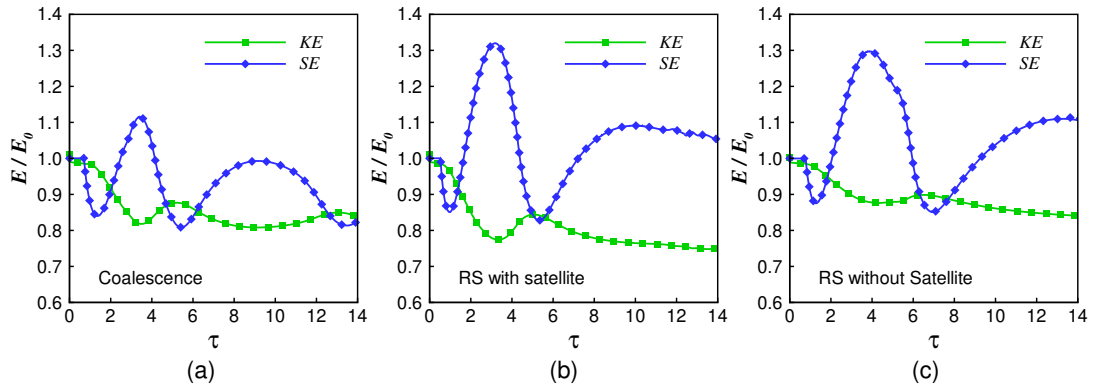 1.4
1.3
1.2
1.1
1.0
0.9
0.8
0.7
0.6
E / E₀
KE
SE
Coalescence
0 2 4 6 8 10 12 14
τ
(a)
1.4
1.3
1.2
1.1
1.0
0.9
0.8
0.7
0.6
KE
SE
RS with satellite
0 2 4 6 8 10 12 14
τ
(b)
1.4
1.3
1.2
1.1
1.0
0.9
0.8
0.7
0.6
KE
SE
RS without Satellite
0 2 4 6 8 10 12 14
τ
(c)